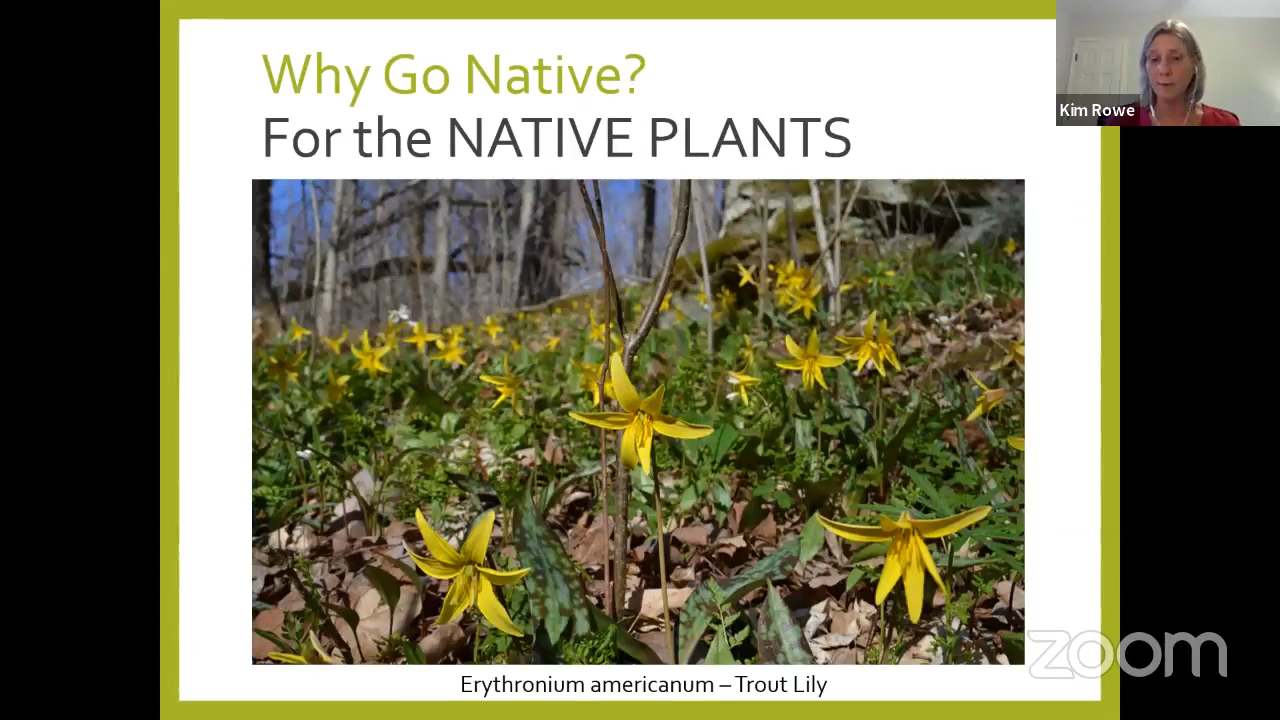 Why Go Native?
For the NATIVE PLANTS
Kim Rowe
Erythronium americanum – Trout Lily
zoom